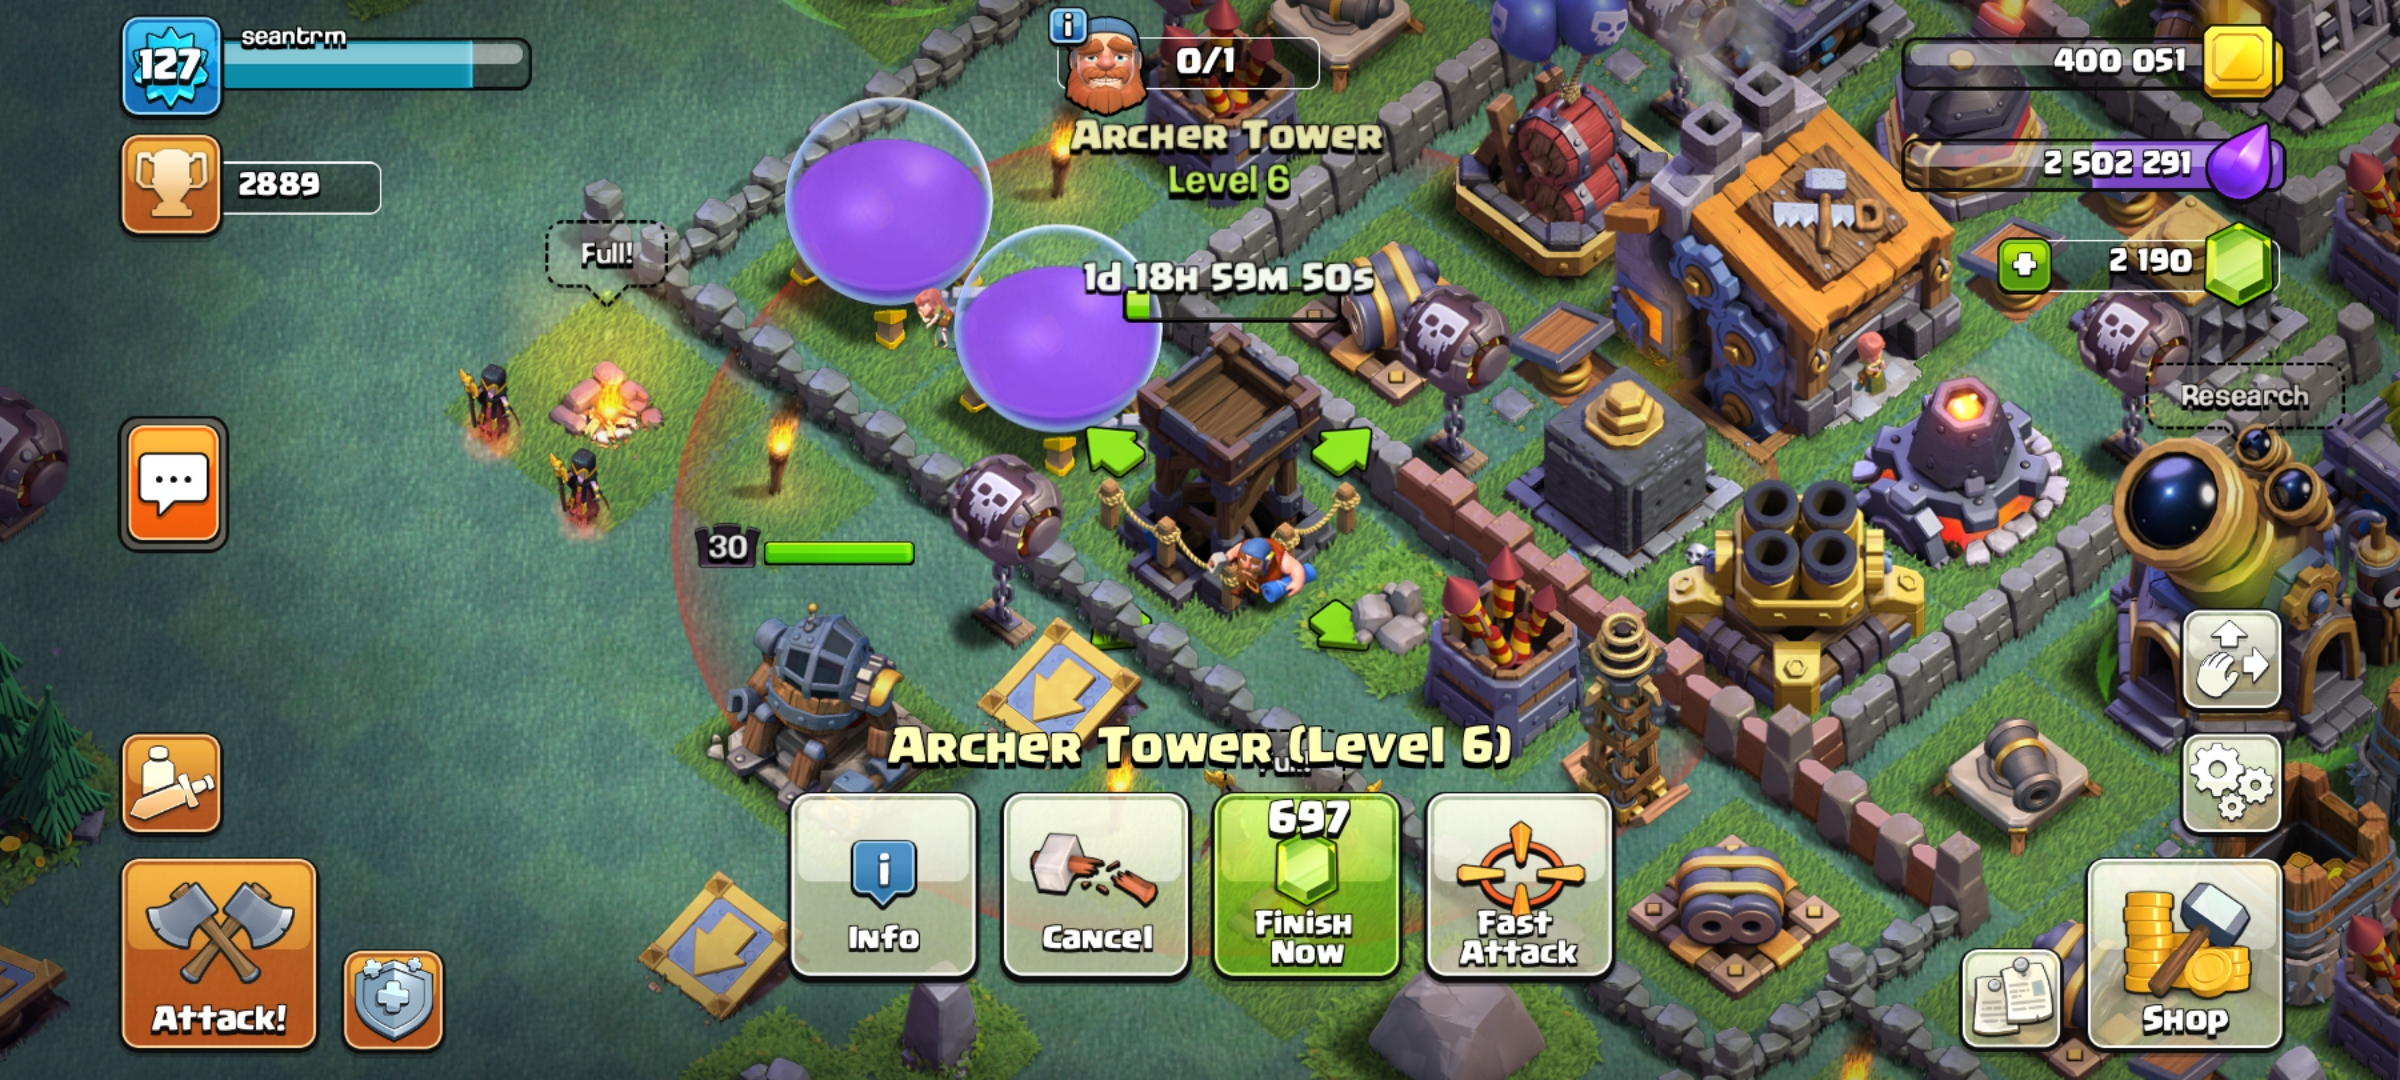 127
seantrm
0/1
400 051
Archer Tower
Level 6
2 502 291
2889
Full!
1d 18H 59M 50s
2 190
Research
30
Archer Tower (Level 6)
697
Info
Cancel
Finish
Now
Fast
Attack
Attack!
Shop